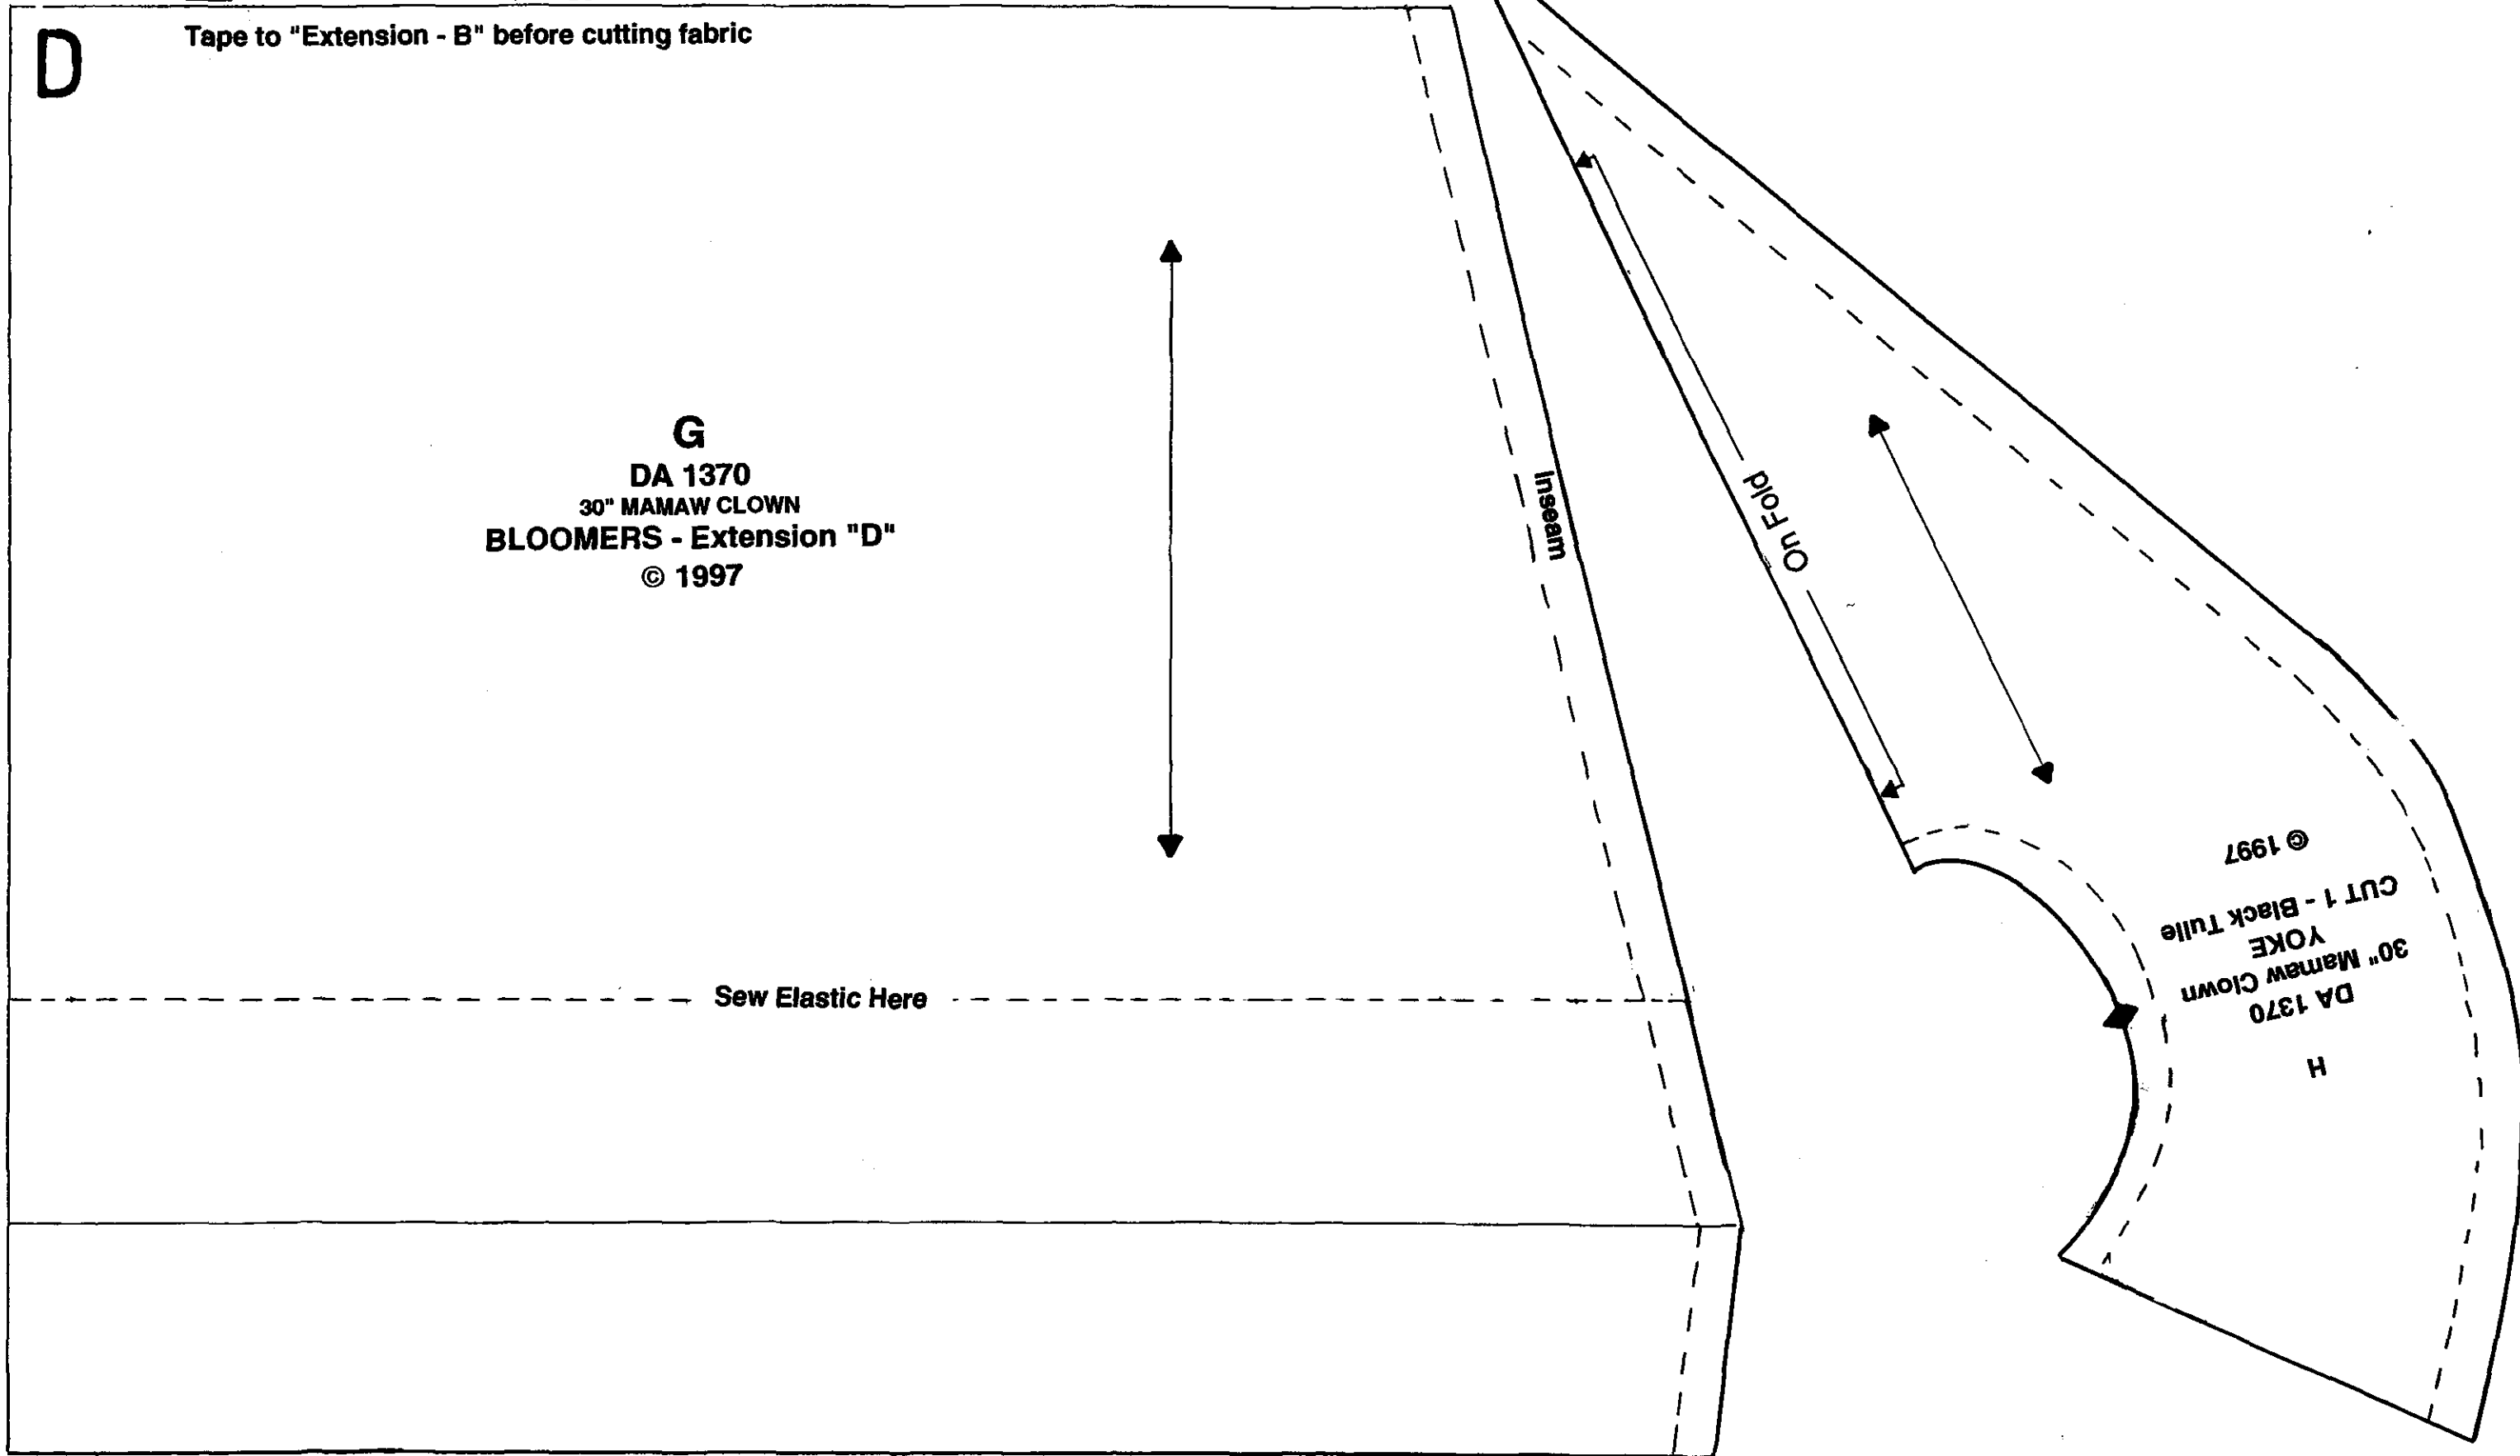 D
Tape to "Extension - B" before cutting fabric
G
DA 1370
30" MAMAW CLOWN
BLOOMERS - Extension "D"
© 1997
Inseam
Sew Elastic Here
On Fold
H
DA 1370
30" Mamaw Clown
YOKE
CUT 1 - Black Tulle
© 1997